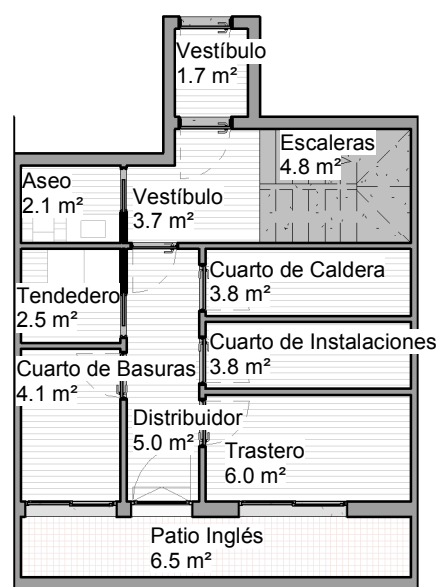 Vestíbulo
1.7 m²
Escaleras
4.8 m²
Aseo
2.1 m²
Vestíbulo
3.7 m²
Cuarto de Caldera
3.8 m²
Tendedero
2.5 m²
Cuarto de Instalaciones
3.8 m²
Cuarto de Basuras
4.1 m²
Distribuidor
5.0 m²
Trastero
6.0 m²
Patio Inglés
6.5 m²